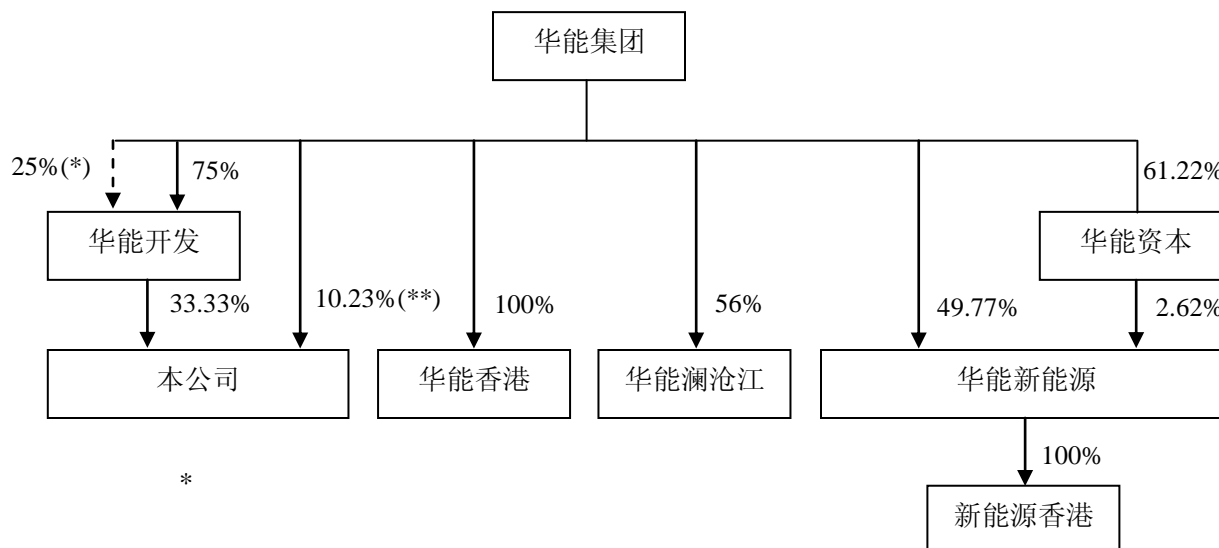 华能集团
25%(*)
75%
61.22%
华能开发
华能资本
33.33%
10.23%(**)
100%
56%
49.77%
2.62%
本公司
华能香港
华能澜沧江
华能新能源
*
100%
新能源香港